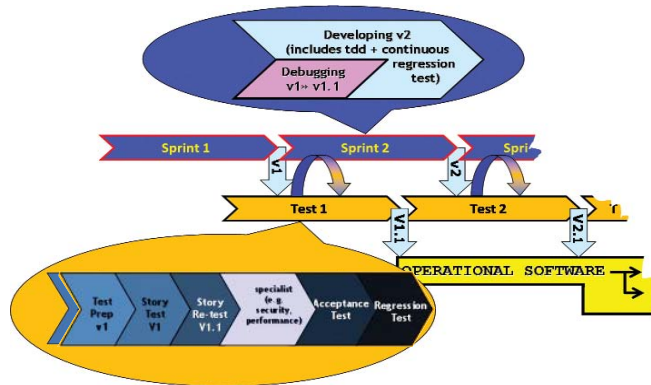 Developing v2
(includes tdd + continuous
regression
test)
Debugging
v1» v1.1
Sprint 1
Sprint 2
Spri
v1
v2
Test 1
Test 2
V1.1
V2.1
OPERATIONAL SOFTWARE
Test
Prep
v1
Story
Test
V1
Story
Re-test
V1.1
specialist
(e.g.
security,
performance)
Acceptance
Test
Regression
Test